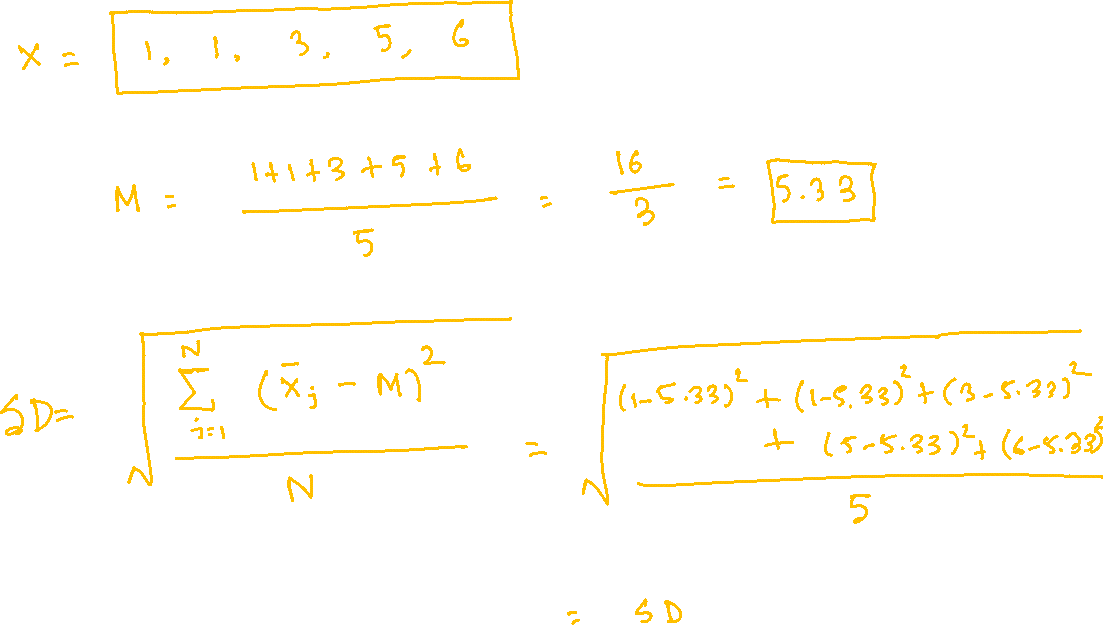 X = 1, 1, 3, 5, 6
M = (1+1+3+5+6)/5 = 16/3 = 5.33
SD = √(∑_{j=1}^{N} (x̄_j - M)² / N) = √(((1-5.33)² + (1-5.33)² + (3-5.33)² + (5-5.33)² + (6-5.33)²) / 5)
= SD